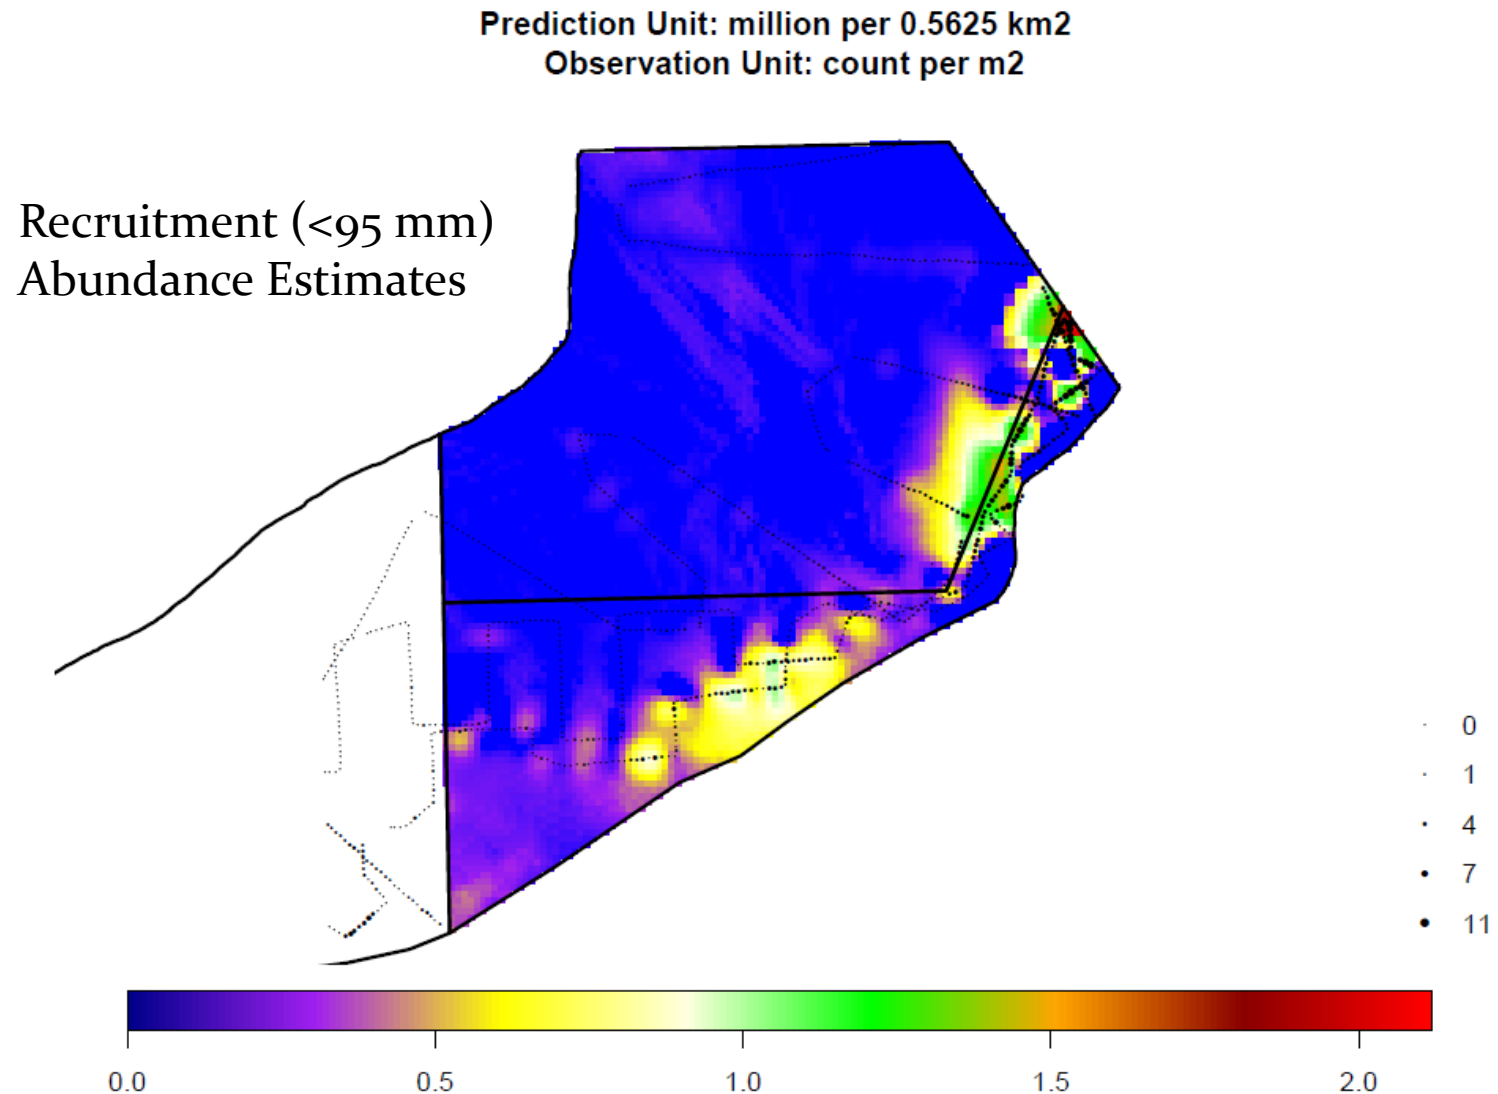 Prediction Unit: million per 0.5625 km2
Observation Unit: count per m2
Recruitment (<95 mm)
Abundance Estimates
0
1
4
7
11
0.0 0.5 1.0 1.5 2.0